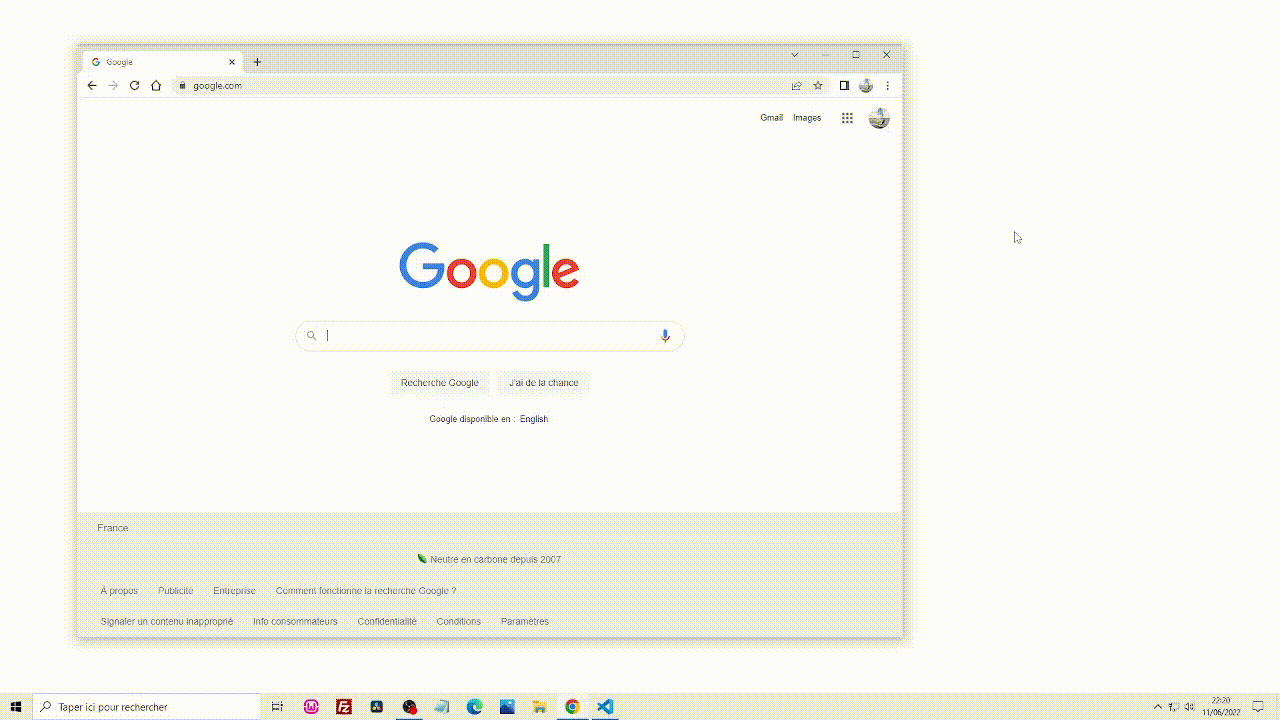 Google
google.com
Gmail Images
Google
Recherche Google J'ai de la chance
Google disponible en : English
France
Neutre en carbone depuis 2007
À propos Publicité Entreprise Comment fonctionne la recherche Google ?
Signaler un contenu inapproprié Info consommateurs Confidentialité Conditions Paramètres
Taper ici pour rechercher
22:20
11/06/2022